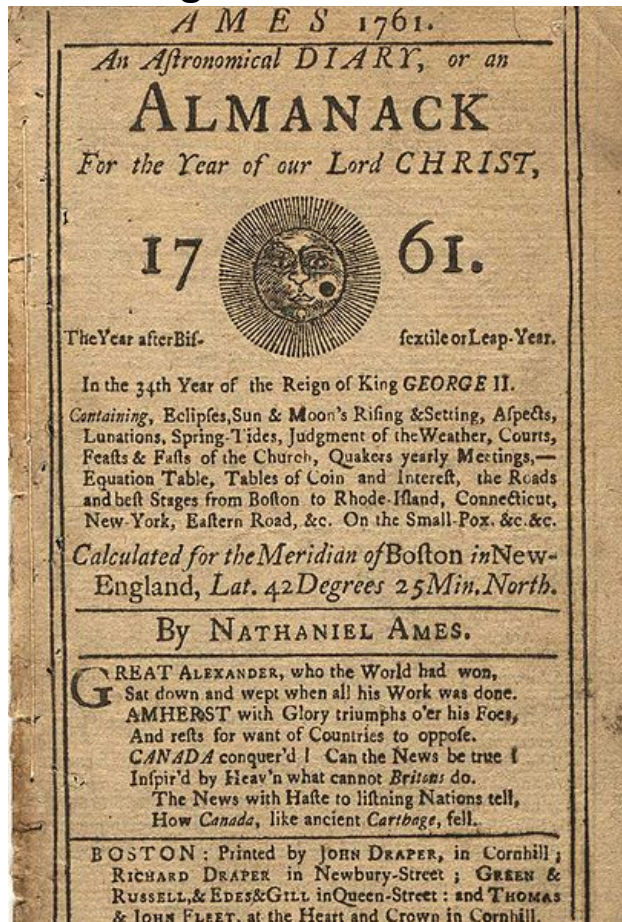 AMES 1761.
An Aſtronomical DIARY, or an
ALMANACK
For the Year of our Lord CHRIST,
17 61.
The Year after Biſ- ſextile or Leap-Year.
In the 34th Year of the Reign of King GEORGE II.
Containing, Eclipſes, Sun & Moon's Riſing & Setting, Aſpects,
Lunations, Spring-Tides, Judgment of the Weather, Courts,
Feaſts & Faſts of the Church, Quakers yearly Meetings,—
Equation Table, Tables of Coin and Intereſt, the Roads
and beſt Stages from Boſton to Rhode-Iſland, Connecticut,
New-York, Eaſtern Road, &c. On the Small-Pox. &c.&c.
Calculated for the Meridian of Boſton in New-
England, Lat. 42 Degrees 25 Min. North.
By NATHANIEL AMES.
GREAT ALEXANDER, who the World had won,
Sat down and wept when all his Work was done.
AMHERST with Glory triumphs o'er his Foes,
And reſts for want of Countries to oppoſe.
CANADA conquer'd ! Can the News be true !
Inſpir'd by Heav'n what cannot Britons do.
The News with Haſte to liſtning Nations tell,
How Canada, like ancient Carthage, fell.
BOSTON : Printed by JOHN DRAPER, in Cornhill ;
RICHARD DRAPER in Newbury-Street ; GREEN &
RUSSELL, & EDES & GILL in Queen-Street : and THOMAS
& JOHN FLEET, at the Heart and Crown in Cornhill.